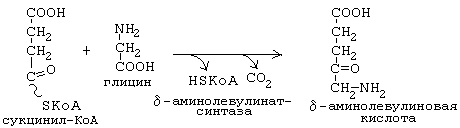 COOH
CH2
CH2
C=O
SKoA
сукцинил-КоА
+
NH2
CH2
COOH
глицин
HSKoA
CO2
δ-аминолевулинат-
синтаза
COOH
CH2
CH2
C=O
CH2-NH2
δ-аминолевулиновая
кислота